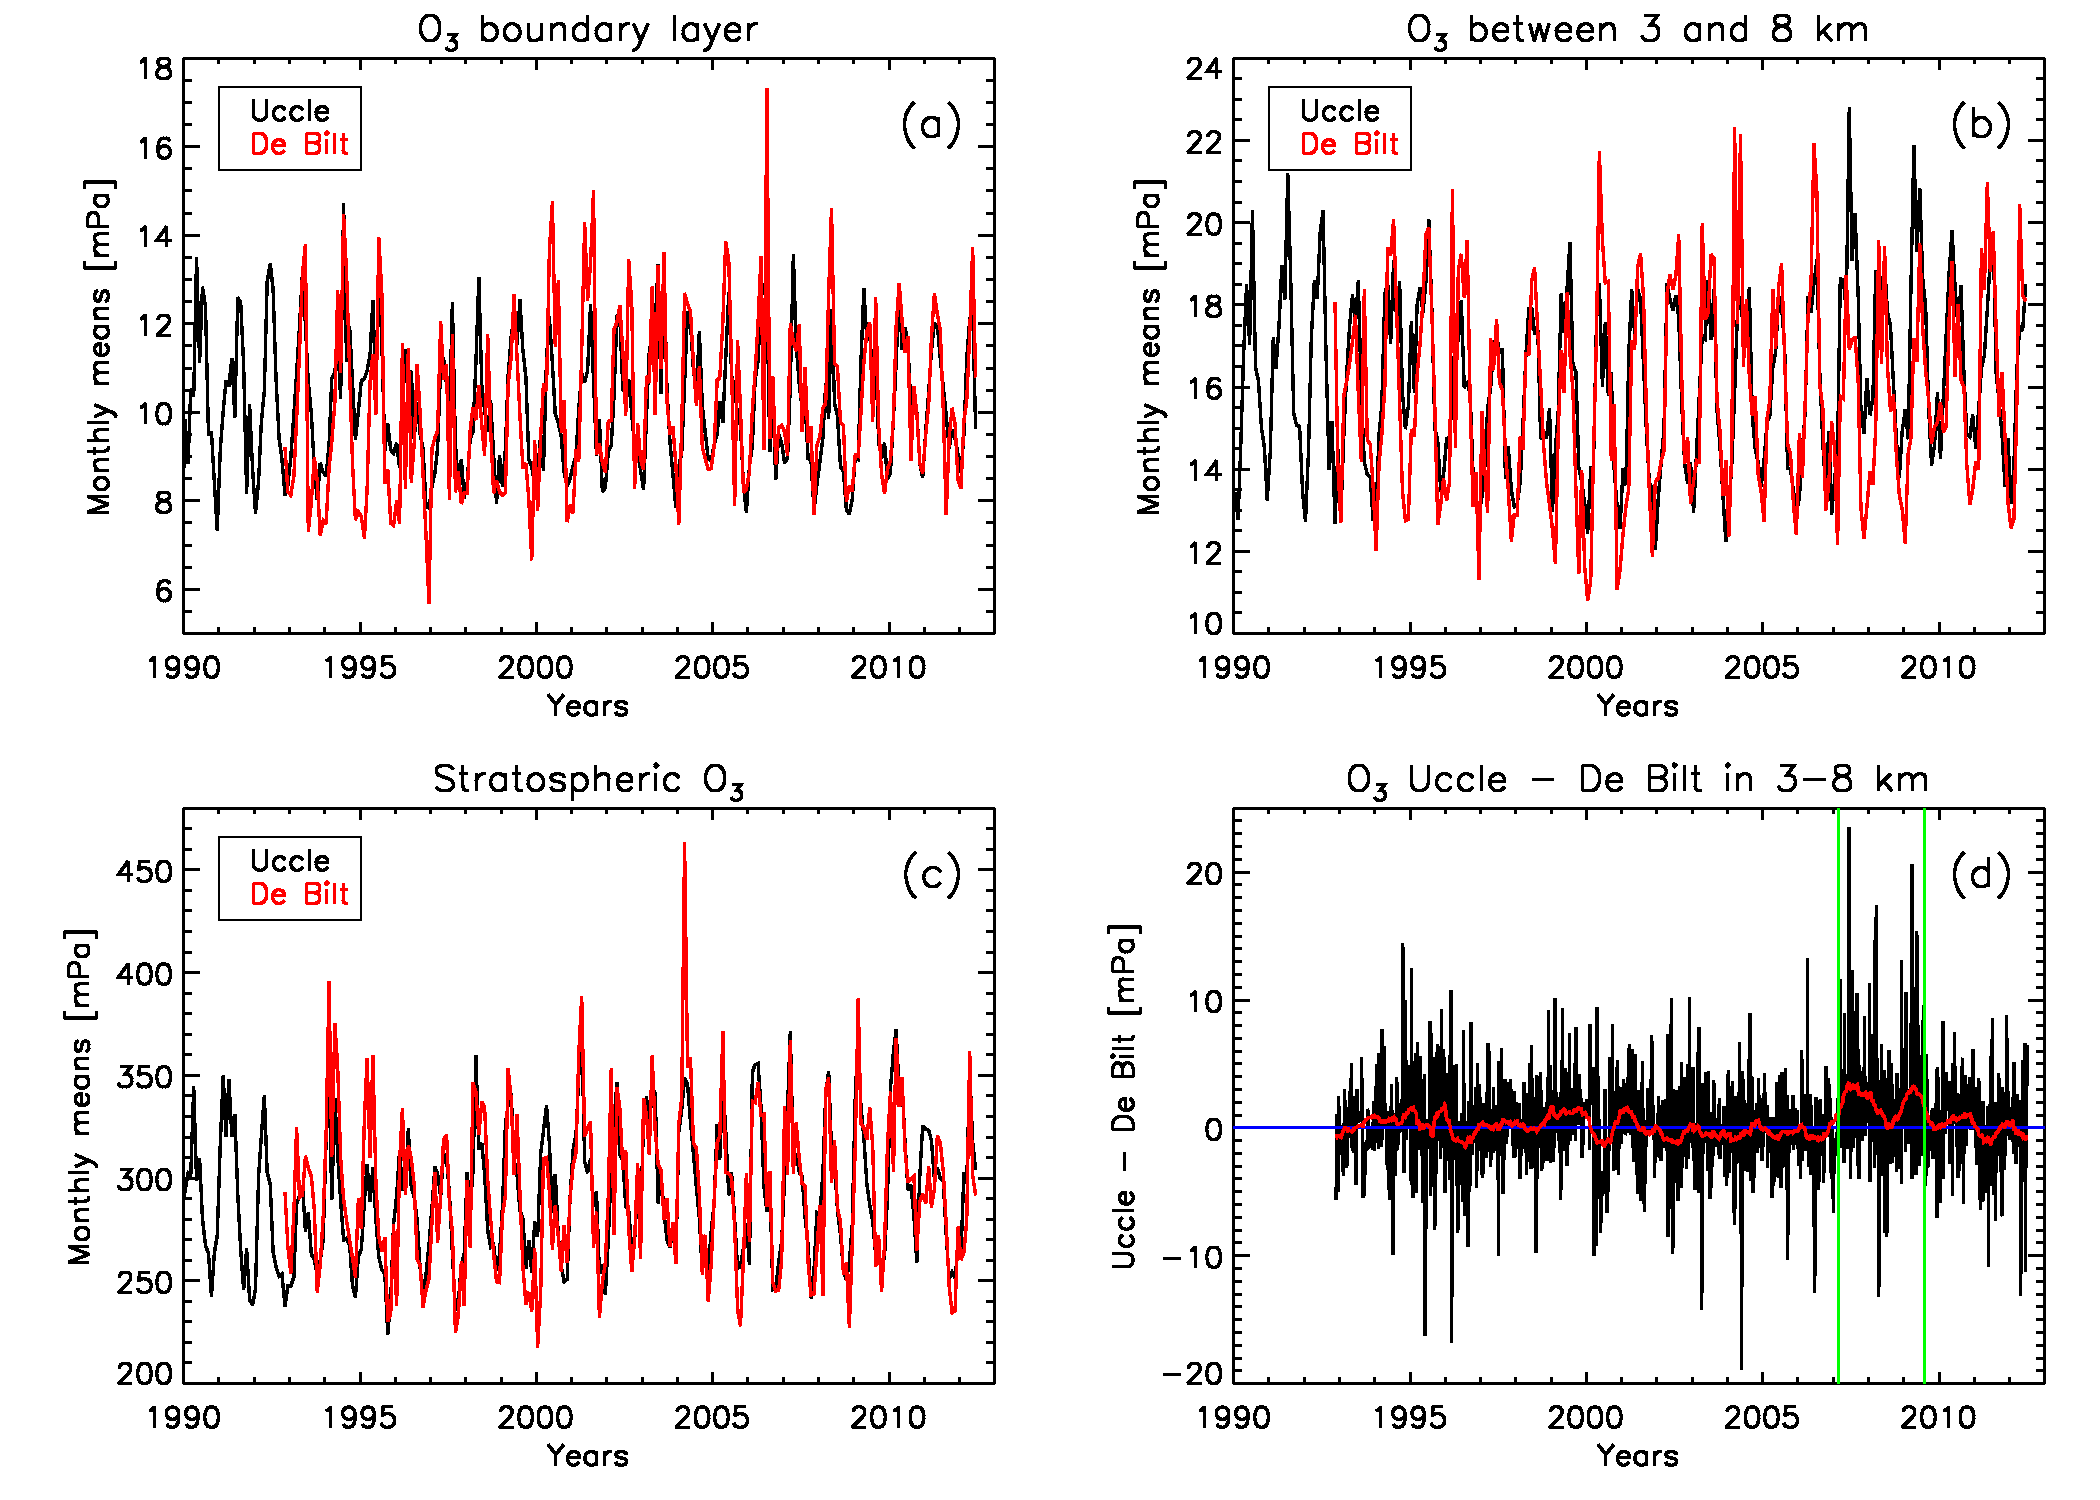 O3 boundary layer
18
16
14
12
10
8
6
Monthly means [mPa]
Uccle
De Bilt
(a)
1990 1995 2000 2005 2010
Years
O3 between 3 and 8 km
24
22
20
18
16
14
12
10
Monthly means [mPa]
Uccle
De Bilt
(b)
1990 1995 2000 2005 2010
Years
Stratospheric O3
450
400
350
300
250
200
Monthly means [mPa]
Uccle
De Bilt
(c)
1990 1995 2000 2005 2010
Years
O3 Uccle – De Bilt in 3–8 km
20
10
0
–10
–20
Uccle – De Bilt [mPa]
(d)
1990 1995 2000 2005 2010
Years